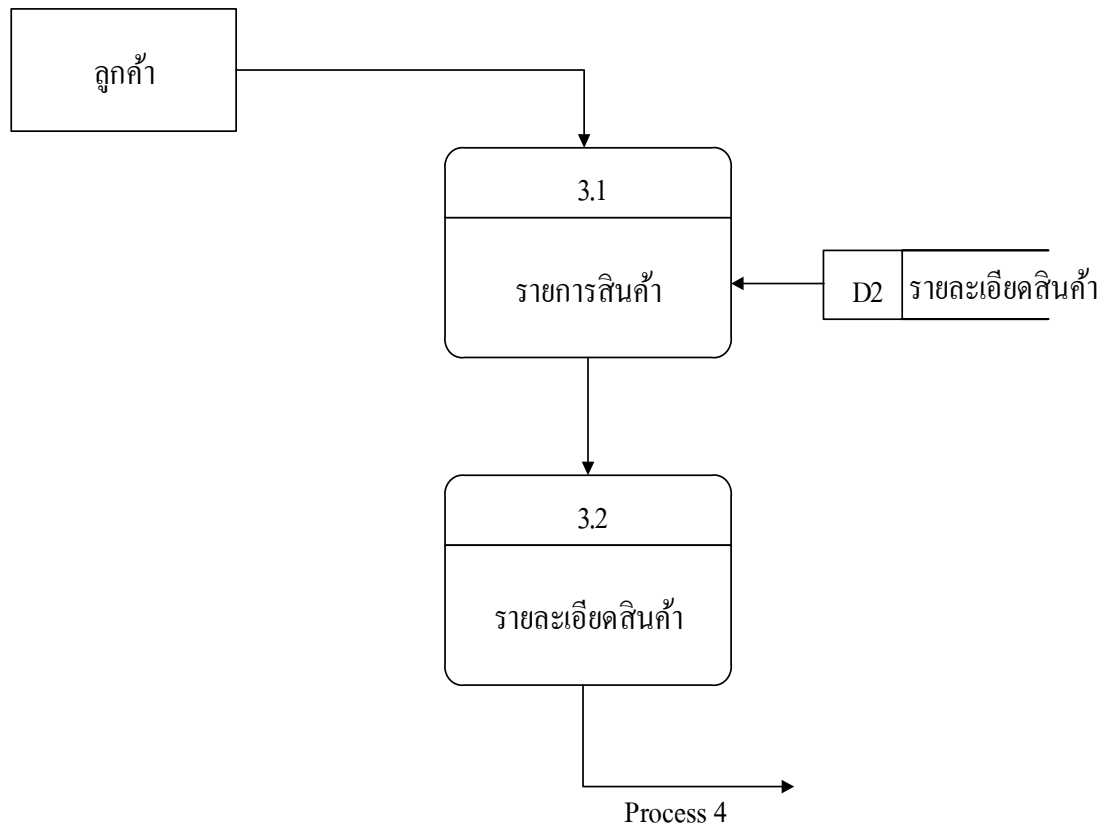 ลูกค้า
3.1
รายการสินค้า
D2 รายละเอียดสินค้า
3.2
รายละเอียดสินค้า
Process 4